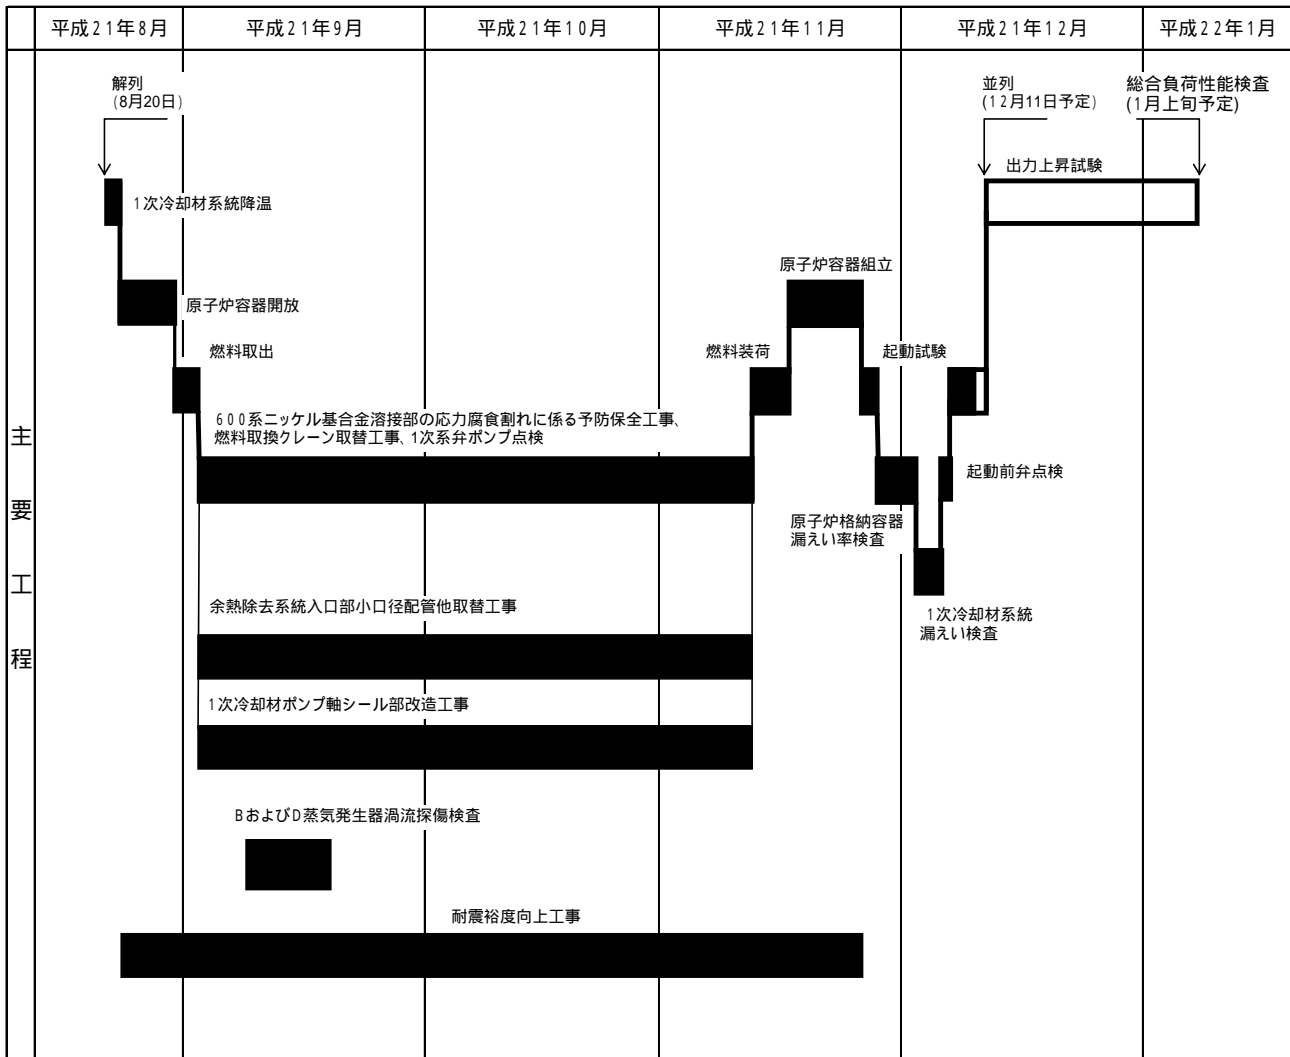 平成21年8月
平成21年9月
平成21年10月
平成21年11月
平成21年12月
平成22年1月
主要工程
解列
(8月20日)
並列
(12月11日予定)
総合負荷性能検査
(1月上旬予定)
出力上昇試験
1次冷却材系統降温
原子炉容器組立
原子炉容器開放
燃料取出
燃料装荷
起動試験
600系ニッケル基合金溶接部の応力腐食割れに係る予防保全工事、
燃料取換クレーン取替工事、1次系弁ポンプ点検
起動前弁点検
原子炉格納容器
漏えい率検査
余熱除去系統入口部小口径配管他取替工事
1次冷却材系統
漏えい検査
1次冷却材ポンプ軸シール部改造工事
BおよびD蒸気発生器渦流探傷検査
耐震裕度向上工事